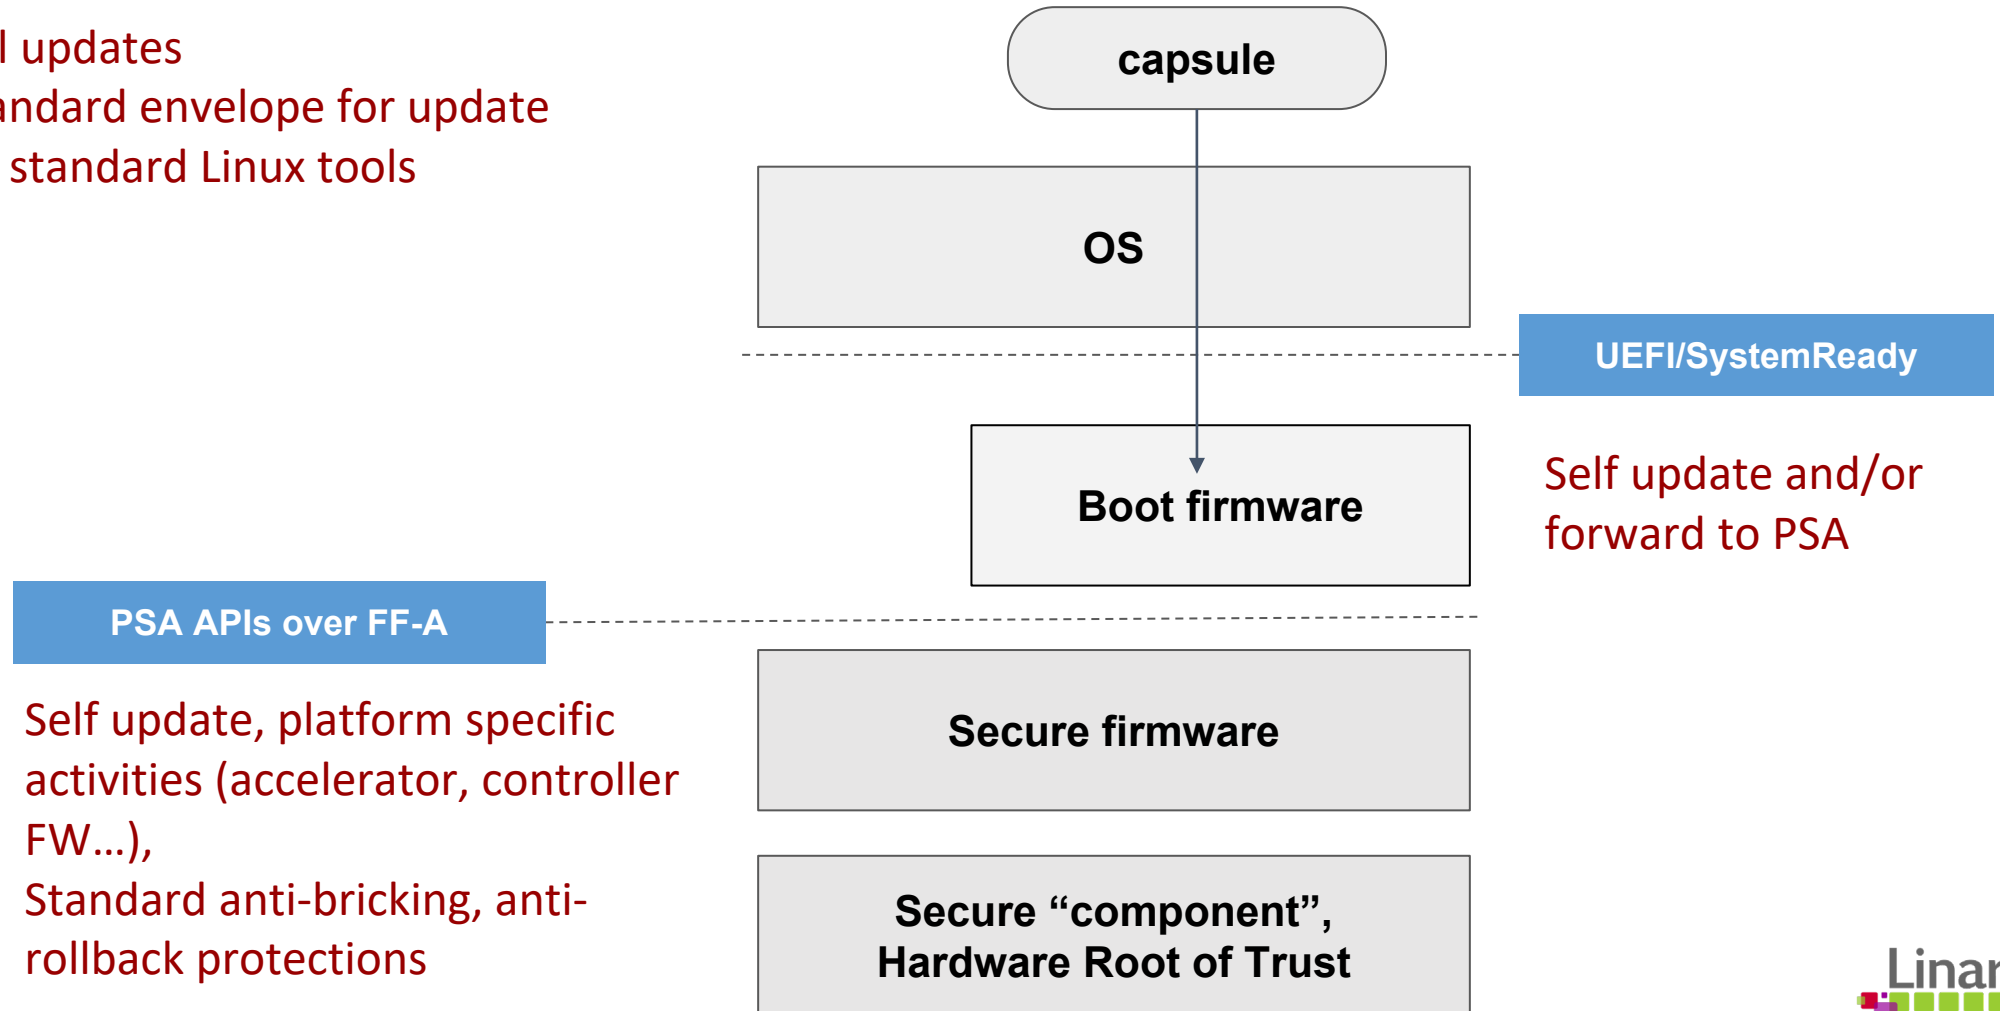 updates
envelope for update
standard Linux tools
capsule
OS
UEFI/SystemReady
Boot firmware
Self update and/or
forward to PSA
PSA APIs over FF-A
Secure firmware
Self update, platform specific
activities (accelerator, controller
FW…),
Standard anti-bricking, anti-
rollback protections
Secure “component”,
Hardware Root of Trust